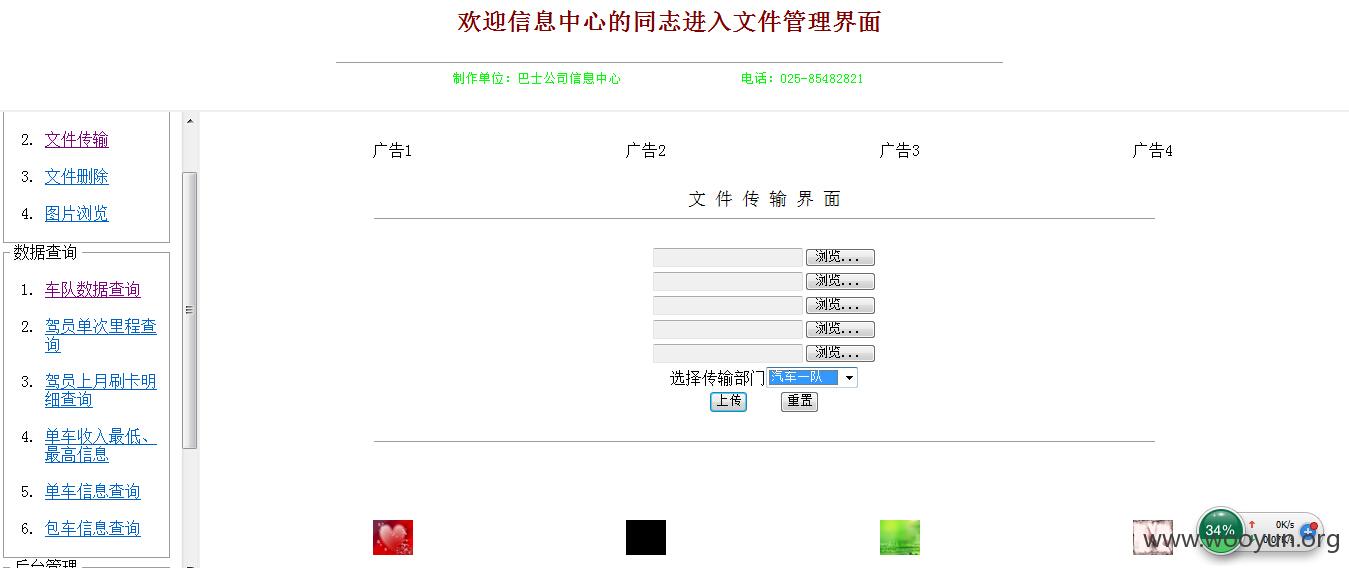 欢迎信息中心的同志进入文件管理界面
制作单位：巴士公司信息中心
电话：025-85482821
2. 文件传输
3. 文件删除
4. 图片浏览
数据查询
1. 车队数据查询
2. 驾员单次里程查
询
3. 驾员上月刷卡明
细查询
4. 单车收入最低、
最高信息
5. 单车信息查询
6. 包车信息查询
后台管理
广告1
广告2
广告3
广告4
文 件 传 输 界 面
浏览...
浏览...
浏览...
浏览...
浏览...
选择传输部门 汽车一队
上传
重置
34%
0K/s
www.wooyun.org